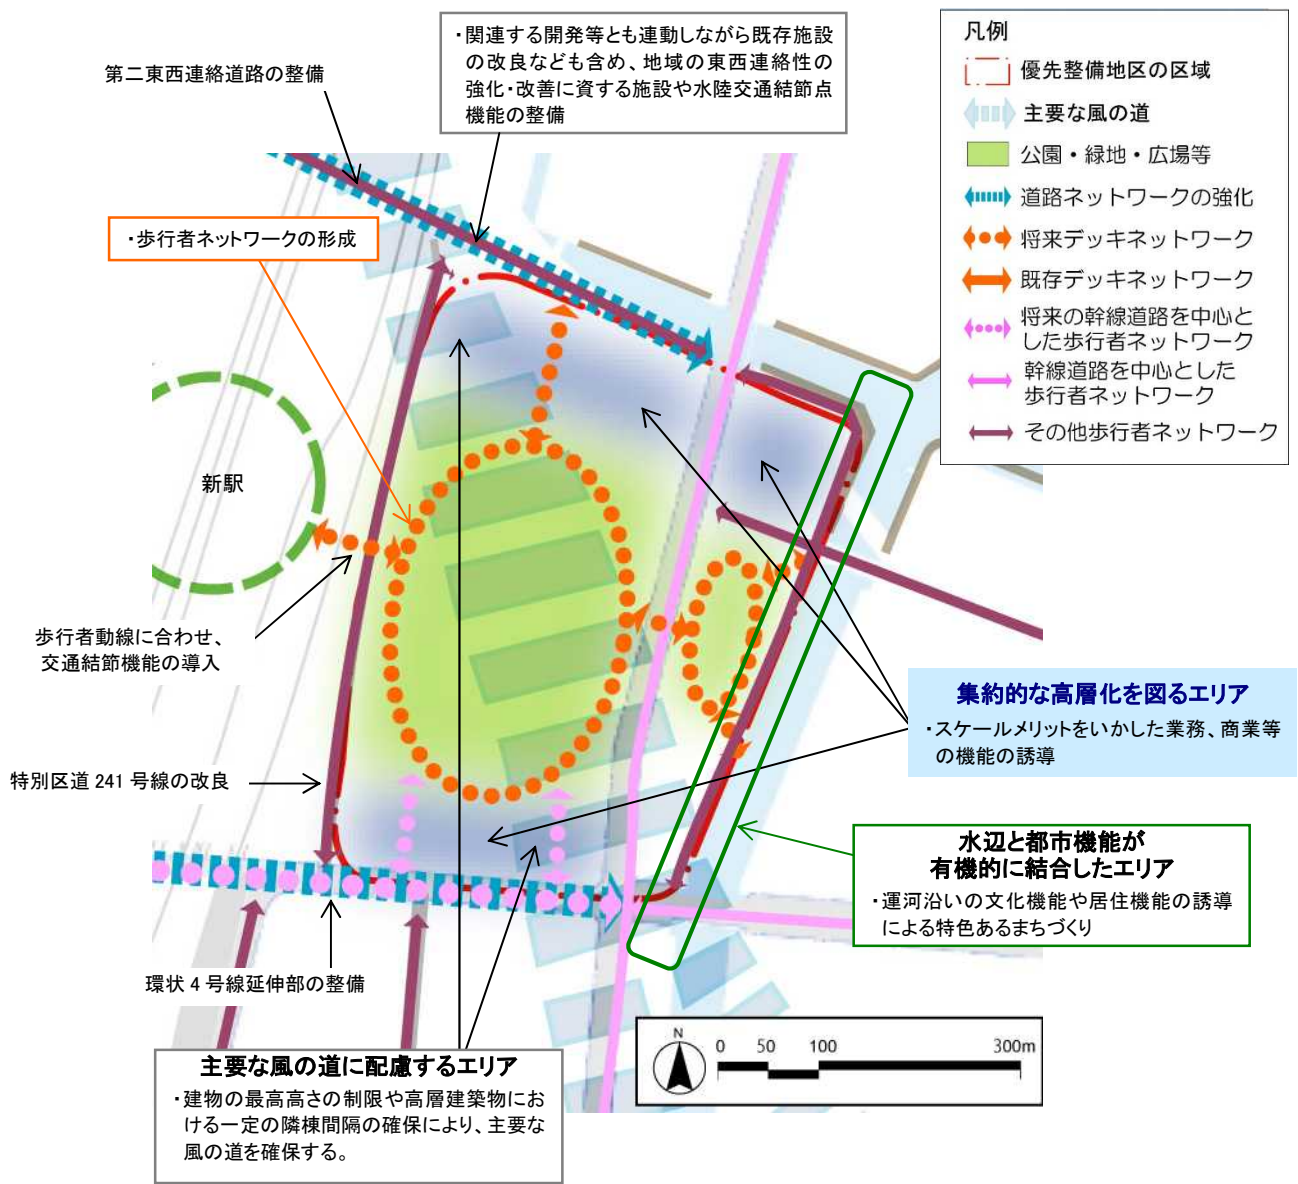 ・関連する開発等とも連動しながら既存施設
の改良なども含め、地域の東西連絡性の
強化・改善に資する施設や水陸交通結節点
機能の整備
第二東西連絡道路の整備
・歩行者ネットワークの形成
凡例
優先整備地区の区域
主要な風の道
公園・緑地・広場等
道路ネットワークの強化
将来デッキネットワーク
既存デッキネットワーク
将来の幹線道路を中心と
した歩行者ネットワーク
幹線道路を中心とした
歩行者ネットワーク
その他歩行者ネットワーク
新駅
歩行者動線に合わせ、
交通結節機能の導入
集約的な高層化を図るエリア
・スケールメリットをいかした業務、商業等
の機能の誘導
特別区道 241 号線の改良
水辺と都市機能が
有機的に結合したエリア
・運河沿いの文化機能や居住機能の誘導
による特色あるまちづくり
環状 4 号線延伸部の整備
主要な風の道に配慮するエリア
・建物の最高高さの制限や高層建築物にお
ける一定の隣棟間隔の確保により、主要な
風の道を確保する。
N
0 50 100 300m